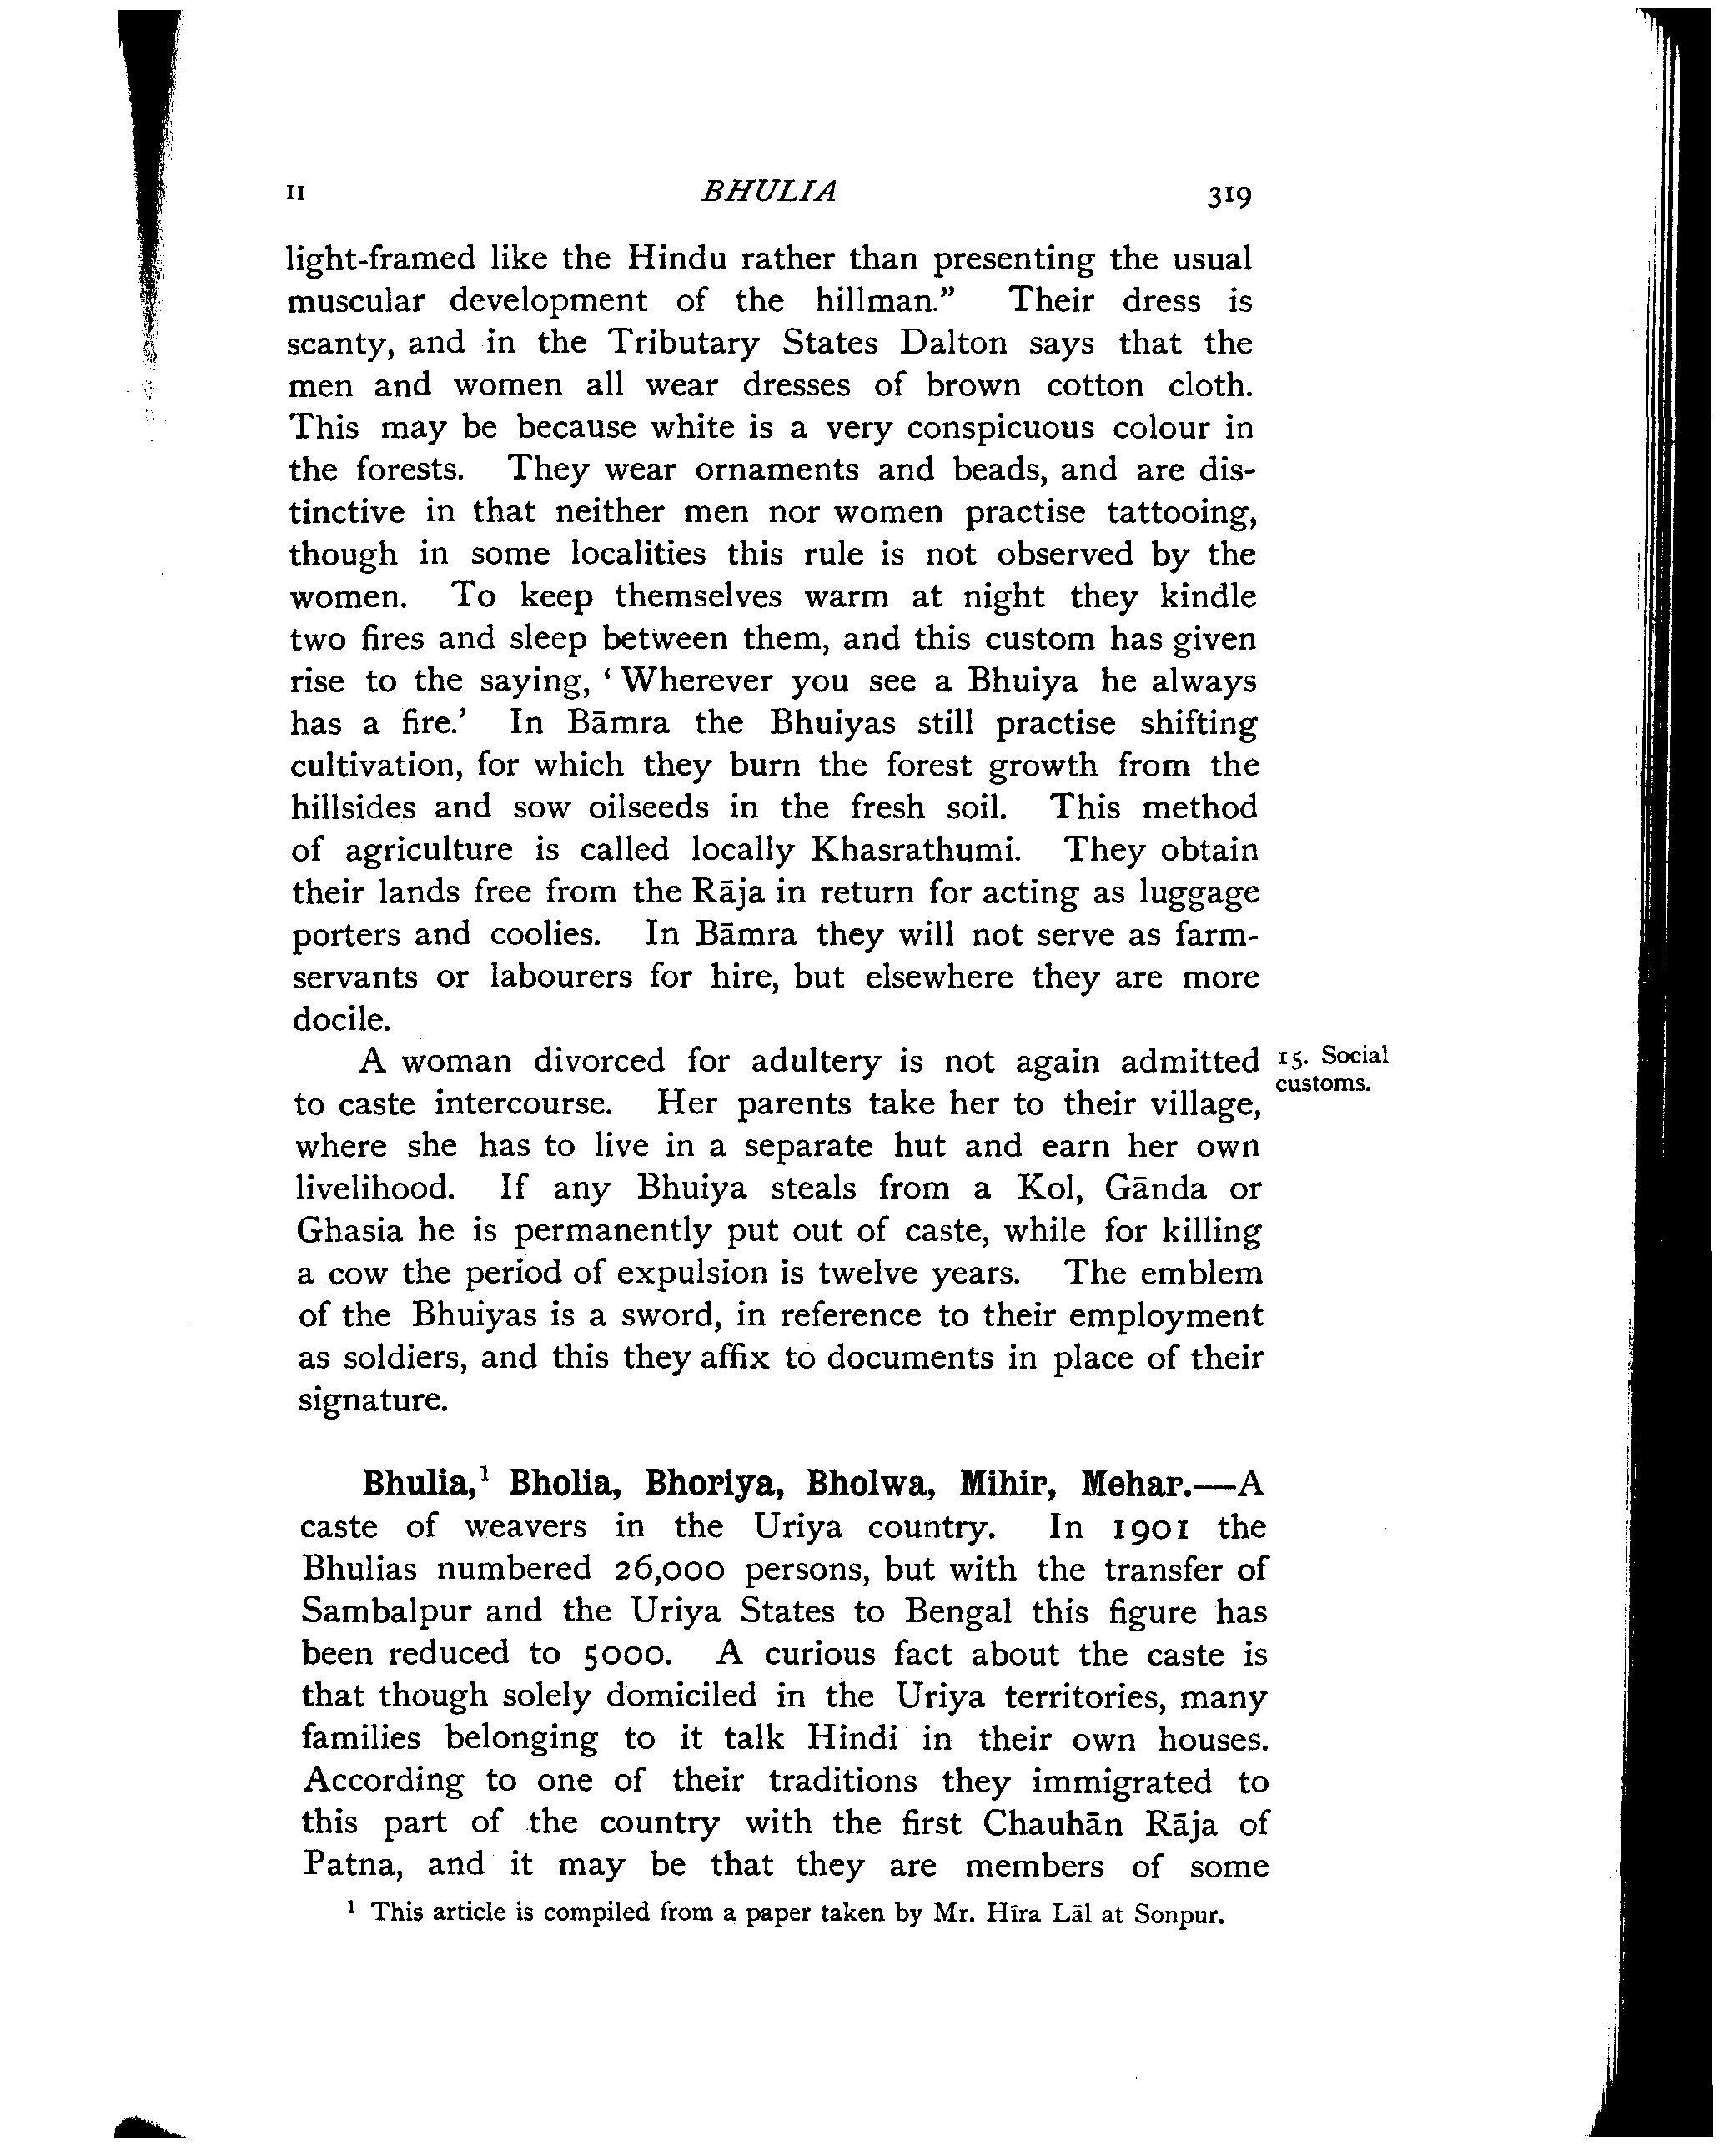 II BHULIA 319
light-framed like the Hindu rather than presenting the usual
muscular development of the hillman.” Their dress is
scanty, and in the Tributary States Dalton says that the
men and women all wear dresses of brown cotton cloth.
This may be because white is a very conspicuous colour in
the forests. They wear ornaments and beads, and are dis-
tinctive in that neither men nor women practise tattooing,
though in some localities this rule is not observed by the
women. To keep themselves warm at night they kindle
two fires and sleep between them, and this custom has given
rise to the saying, ‘ Wherever you see a Bhuiya he always
has a fire.’ In Bāmra the Bhuiyas still practise shifting
cultivation, for which they burn the forest growth from the
hillsides and sow oilseeds in the fresh soil. This method
of agriculture is called locally Khasrathumi. They obtain
their lands free from the Rāja in return for acting as luggage
porters and coolies. In Bāmra they will not serve as farm-
servants or labourers for hire, but elsewhere they are more
docile.
A woman divorced for adultery is not again admitted
15. Social
customs.
to caste intercourse. Her parents take her to their village,
where she has to live in a separate hut and earn her own
livelihood. If any Bhuiya steals from a Kol, Gānda or
Ghasia he is permanently put out of caste, while for killing
a cow the period of expulsion is twelve years. The emblem
of the Bhuiyas is a sword, in reference to their employment
as soldiers, and this they affix to documents in place of their
signature.
Bhulia,¹ Bholia, Bhoriya, Bholwa, Mihir, Mehar.—A
caste of weavers in the Uriya country. In 1901 the
Bhulias numbered 26,000 persons, but with the transfer of
Sambalpur and the Uriya States to Bengal this figure has
been reduced to 5000. A curious fact about the caste is
that though solely domiciled in the Uriya territories, many
families belonging to it talk Hindi in their own houses.
According to one of their traditions they immigrated to
this part of the country with the first Chauhān Rāja of
Patna, and it may be that they are members of some
¹ This article is compiled from a paper taken by Mr. Hīra Lāl at Sonpur.